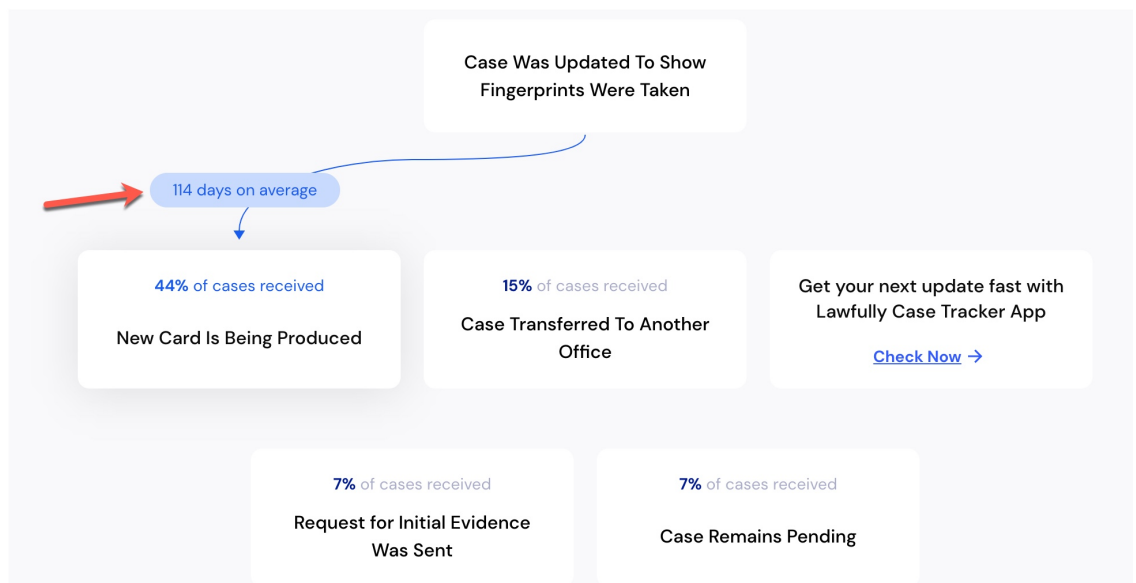 Case Was Updated To Show
Fingerprints Were Taken
114 days on average
44% of cases received
New Card Is Being Produced
15% of cases received
Case Transferred To Another
Office
Get your next update fast with
Lawfully Case Tracker App
Check Now →
7% of cases received
Request for Initial Evidence
Was Sent
7% of cases received
Case Remains Pending